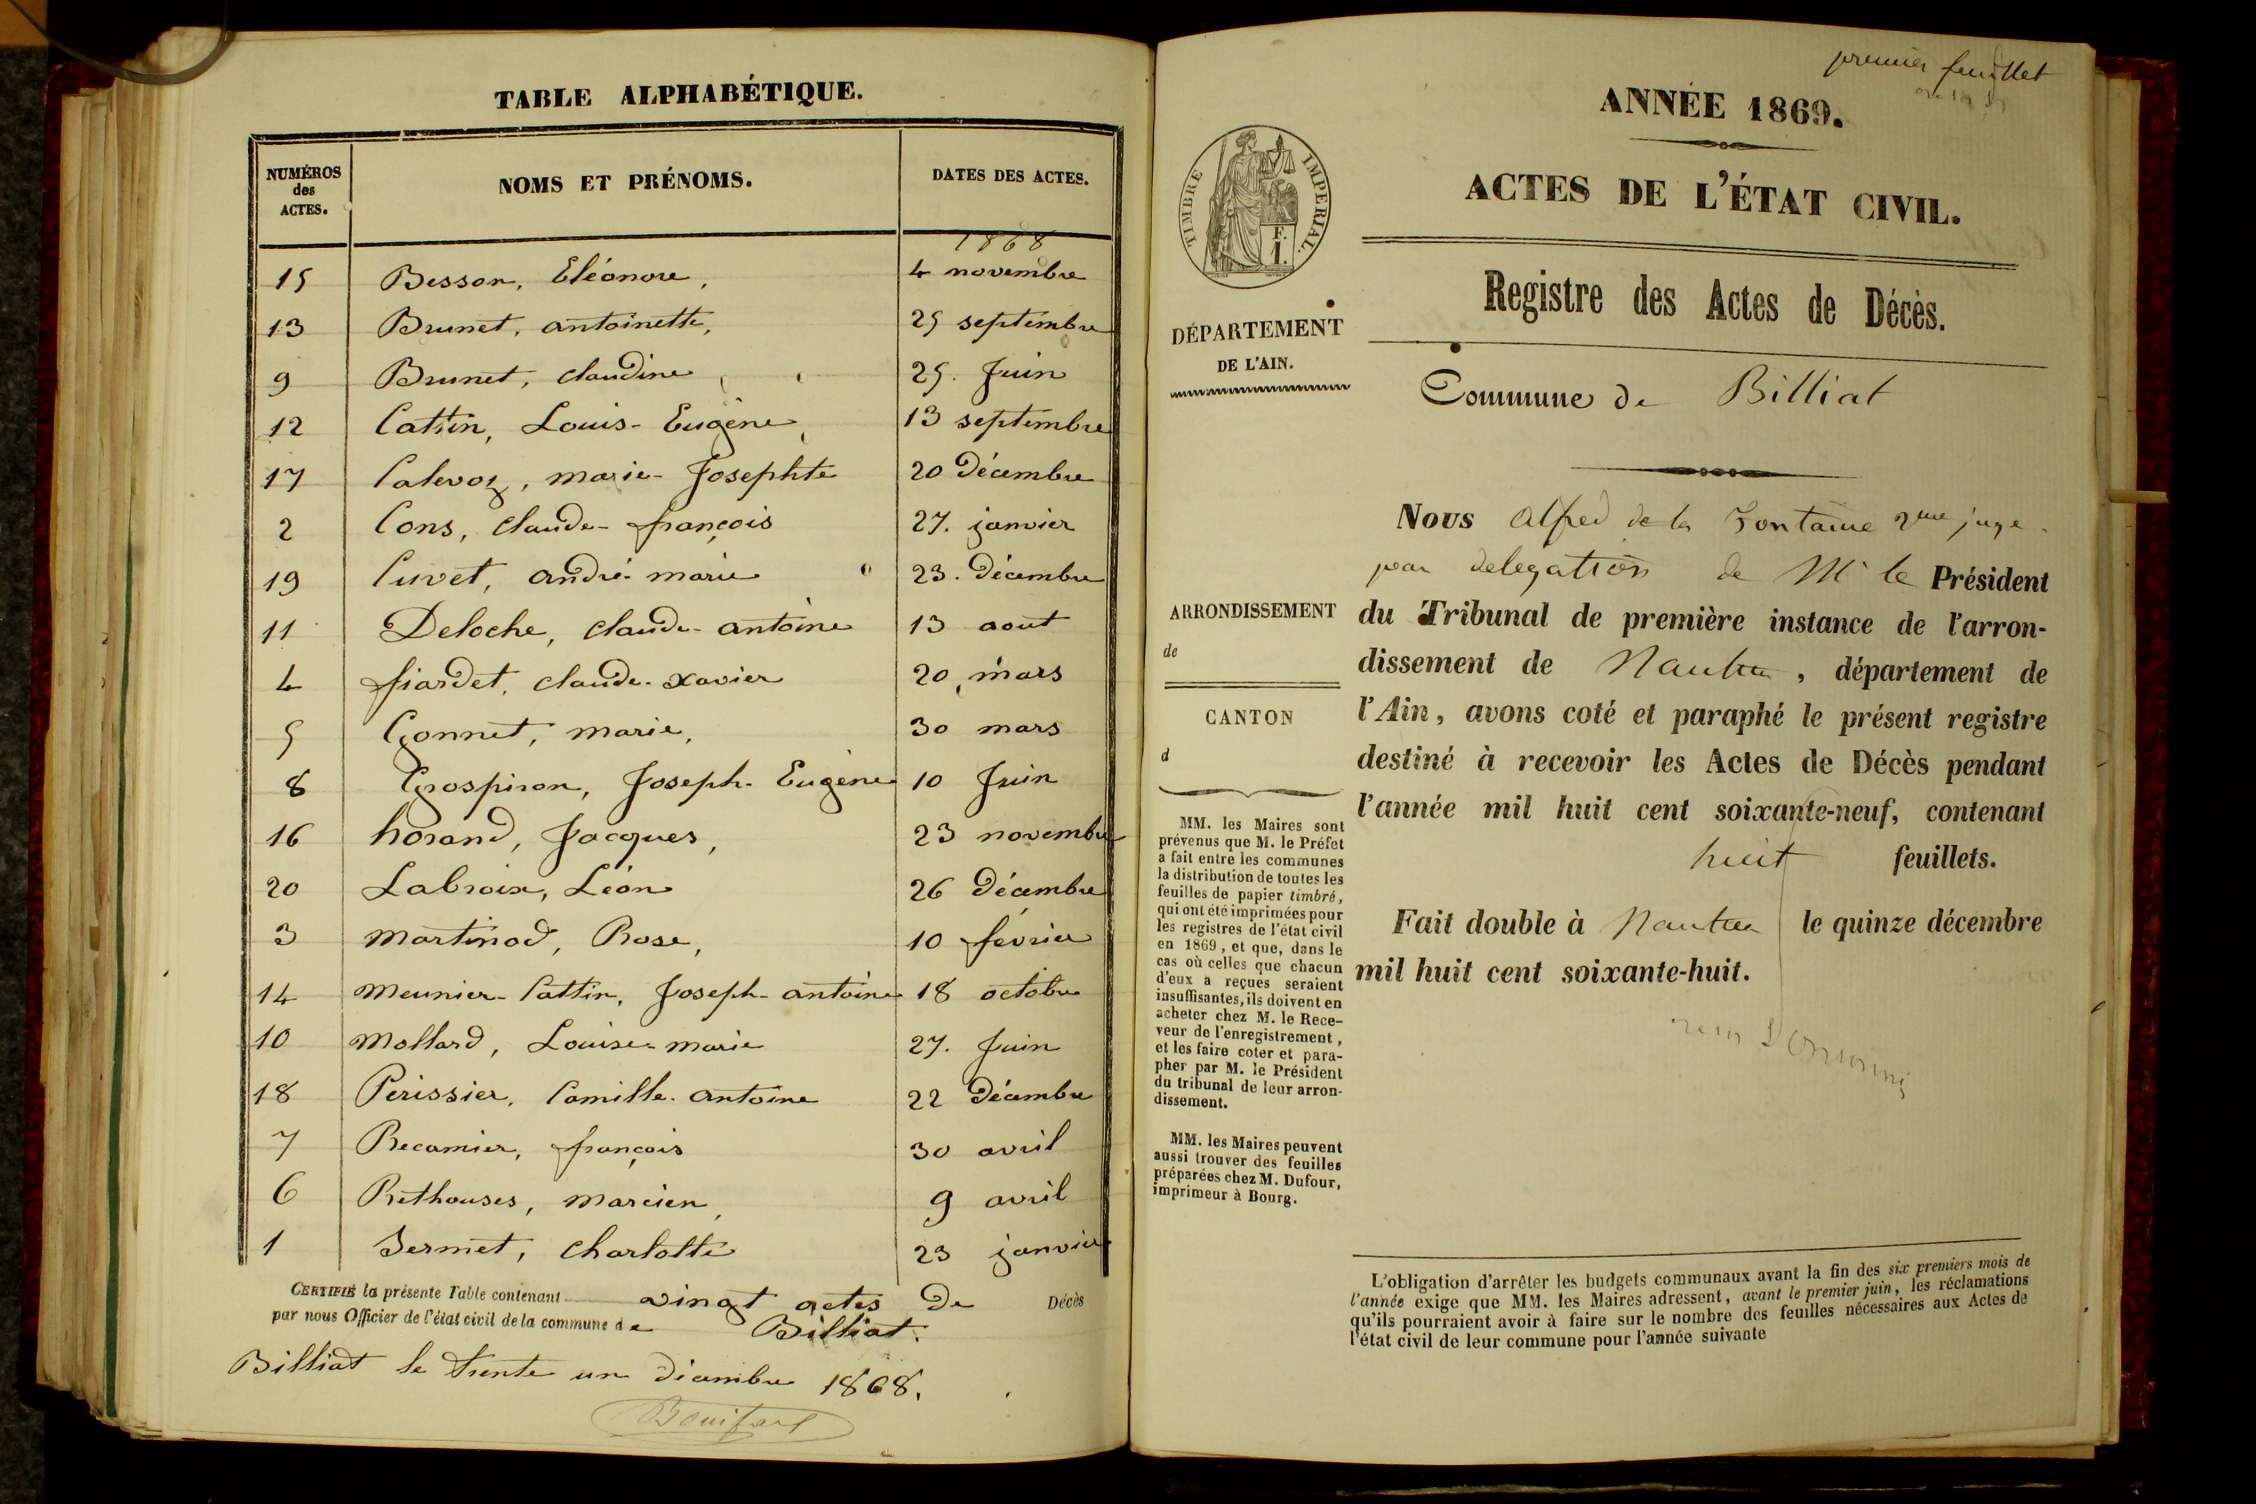 TABLE ALPHABÉTIQUE.
NUMÉROS des ACTES. NOMS ET PRÉNOMS. DATES DES ACTES.
1868
15 Besson, Eléonore, 4 novembre
13 Brunet, antoinette, 25 septembre
9 Brunet, claudine 25. Juin
12 Cattin, Louis-Eugène, 13 septembre
17 Catevoz, marie-Josephte 20 Décembre
2 Cons, claude-françois 27. janvier
19 Cuvet, andré-marie 23. Décembre
11 Deloche, claude-antoine 13 aout
4 fiardet, claude-xavier 20 mars
5 Gonnet, marie, 30 mars
8 Grospiron, Joseph-Eugène 10 Juin
16 horand, Jacques, 23 novembre
20 Labroix, Léon 26 Décembre
3 martinod, Rose, 10 février
14 meunier-Cattin, Joseph-antoine 18 octobre
10 Mollard, Louise-marie 27. Juin
18 Périssier, Camille-antoine 22 Décembre
7 Recamier, françois 30 avril
6 Réthouses, marcien, 9 avril
1 Sermet, charlotte 23 janvier
CERTIFIÉ la présente Table contenant vingt actes de Décès
par nous Officier de l'état civil de la commune de Billiat.
Billiat le trente un décembre 1868.
premier feuillet
ANNÉE 1869.
ACTES DE L'ÉTAT CIVIL.
Registre des Actes de Décès.
Commune de Billiat
TIMBRE IMPERIAL.
F.
1.
DÉPARTEMENT
DE L'AIN.
ARRONDISSEMENT
de
CANTON
d
MM. les Maires sont
prévenus que M. le Préfet
a fait entre les communes
la distribution de toutes les
feuilles de papier timbré,
qui ont été imprimées pour
les registres de l'état civil
en 1869, et que, dans le
cas où celles que chacun
d'eux a reçues seraient
insuffisantes, ils doivent en
acheter chez M. le Rece-
veur de l'enregistrement,
et les faire coter et para-
pher par M. le Président
du tribunal de leur arron-
dissement.
MM. les Maires peuvent
aussi trouver des feuilles
préparées chez M. Dufour,
imprimeur à Bourg.
Nous Alfred de la Fontaine 2me juge
par delegation de Mr le Président
du Tribunal de première instance de l'arron-
dissement de Nantua, département de
l'Ain, avons coté et paraphé le présent registre
destiné à recevoir les Actes de Décès pendant
l'année mil huit cent soixante-neuf, contenant
huit feuillets.
Fait double à Nantua le quinze décembre
mil huit cent soixante-huit.
L'obligation d'arrêter les budgets communaux avant la fin des six premiers mois de
l'année exige que MM. les Maires adressent, avant le premier juin, les réclamations
qu'ils pourraient avoir à faire sur le nombre des feuilles nécessaires aux Actes de
l'état civil de leur commune pour l'année suivante